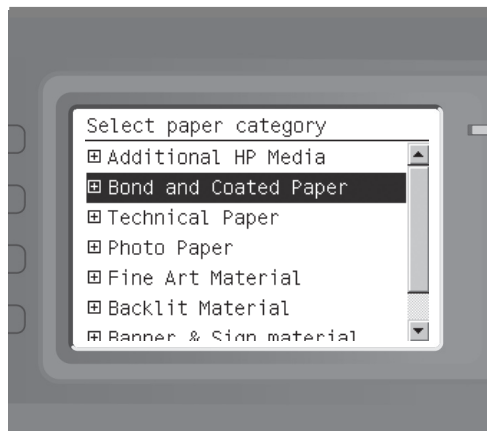 Select paper category
Additional HP Media
Bond and Coated Paper
Technical Paper
Photo Paper
Fine Art Material
Backlit Material
Banner & Sign material